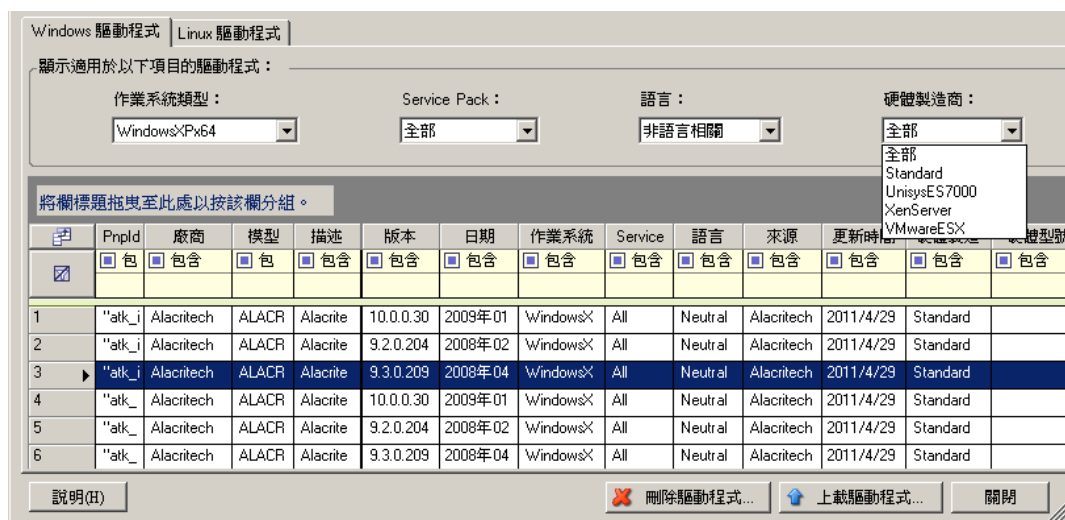 Windows 驅動程式 Linux 驅動程式
顯示適用於以下項目的驅動程式：
作業系統類型： Service Pack： 語言： 硬體製造商：
WindowsXPx64 全部 非語言相關 全部
全部
Standard
UnisysES7000
XenServer
VMwareESX
將欄標題拖曳至此處以按該欄分組。
PnpId 廠商 模型 描述 版本 日期 作業系統 Service 語言 來源 更新時間
包 包含 包 包含 包含 包含 包含 包含 包含 包含 包含 包含 包含
1 "atk_i Alacritech ALACR Alacrite 10.0.0.30 2009年01 WindowsX All Neutral Alacritech 2011/4/29 Standard
2 "atk_i Alacritech ALACR Alacrite 9.2.0.204 2008年02 WindowsX All Neutral Alacritech 2011/4/29 Standard
3 "atk_i Alacritech ALACR Alacrite 9.3.0.209 2008年04 WindowsX All Neutral Alacritech 2011/4/29 Standard
4 "atk_ Alacritech ALACR Alacrite 10.0.0.30 2009年01 WindowsX All Neutral Alacritech 2011/4/29 Standard
5 "atk_ Alacritech ALACR Alacrite 9.2.0.204 2008年02 WindowsX All Neutral Alacritech 2011/4/29 Standard
6 "atk_ Alacritech ALACR Alacrite 9.3.0.209 2008年04 WindowsX All Neutral Alacritech 2011/4/29 Standard
說明(H) 刪除驅動程式... 上載驅動程式... 關閉